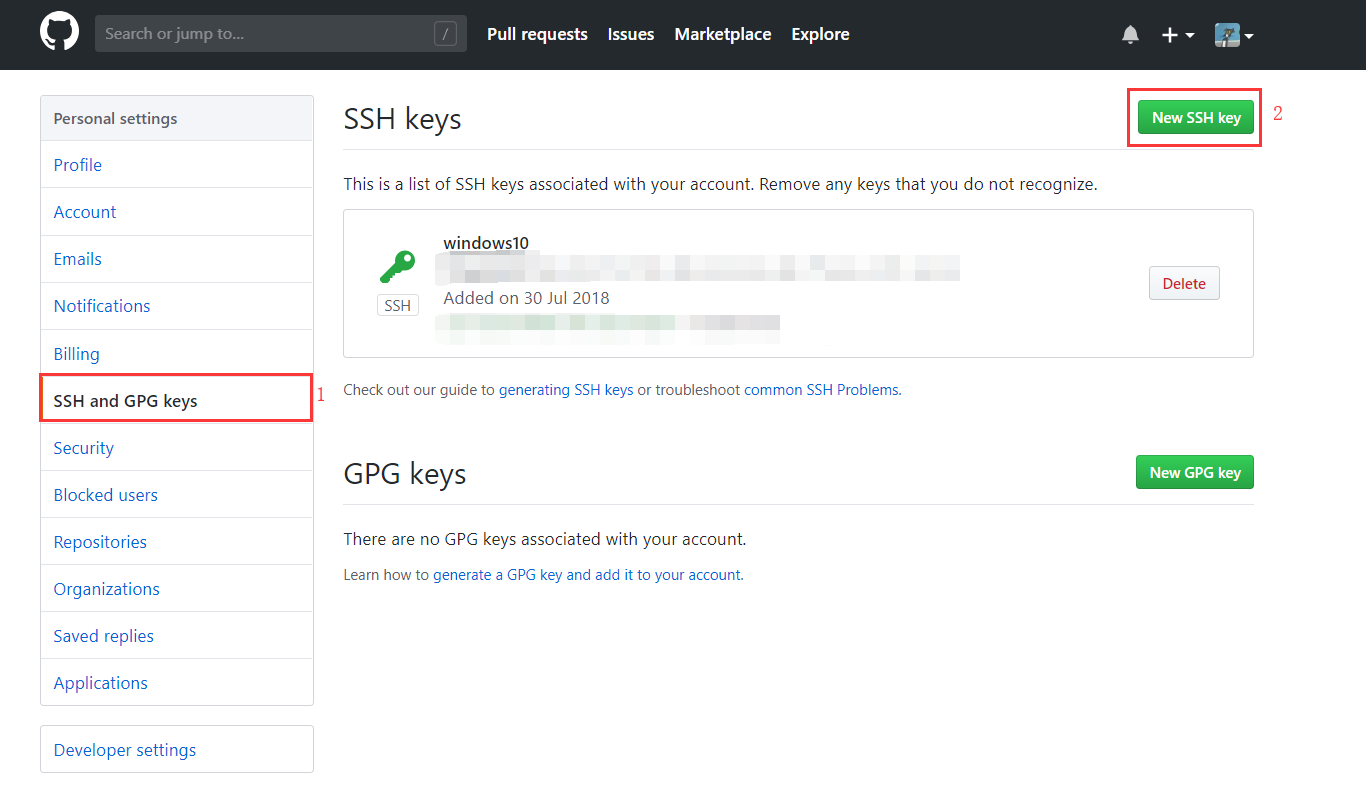 Search or jump to...
/
Pull requests
Issues
Marketplace
Explore
Personal settings
Profile
Account
Emails
Notifications
Billing
SSH and GPG keys
1
Security
Blocked users
Repositories
Organizations
Saved replies
Applications
Developer settings
SSH keys
New SSH key
2
This is a list of SSH keys associated with your account. Remove any keys that you do not recognize.
windows10
SSH
Added on 30 Jul 2018
Delete
Check out our guide to generating SSH keys or troubleshoot common SSH Problems.
GPG keys
New GPG key
There are no GPG keys associated with your account.
Learn how to generate a GPG key and add it to your account.